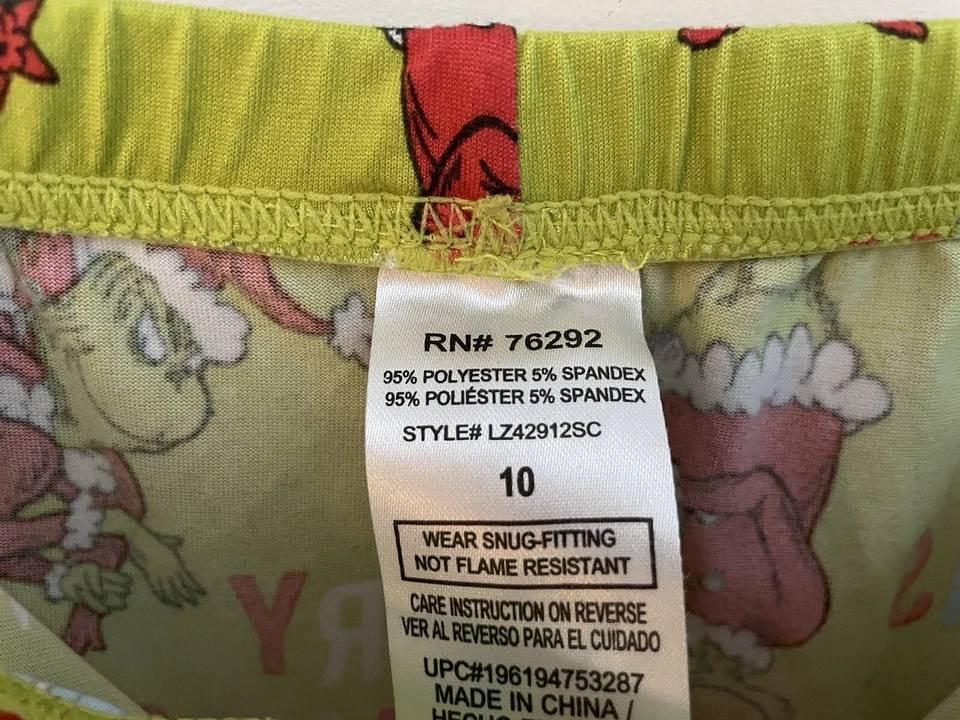 RN# 76292
95% POLYESTER 5% SPANDEX
95% POLIÉSTER 5% SPANDEX
STYLE# LZ42912SC
10
WEAR SNUG-FITTING
NOT FLAME RESISTANT
CARE INSTRUCTION ON REVERSE
VER AL REVERSO PARA EL CUIDADO
UPC#196194753287
MADE IN CHINA /